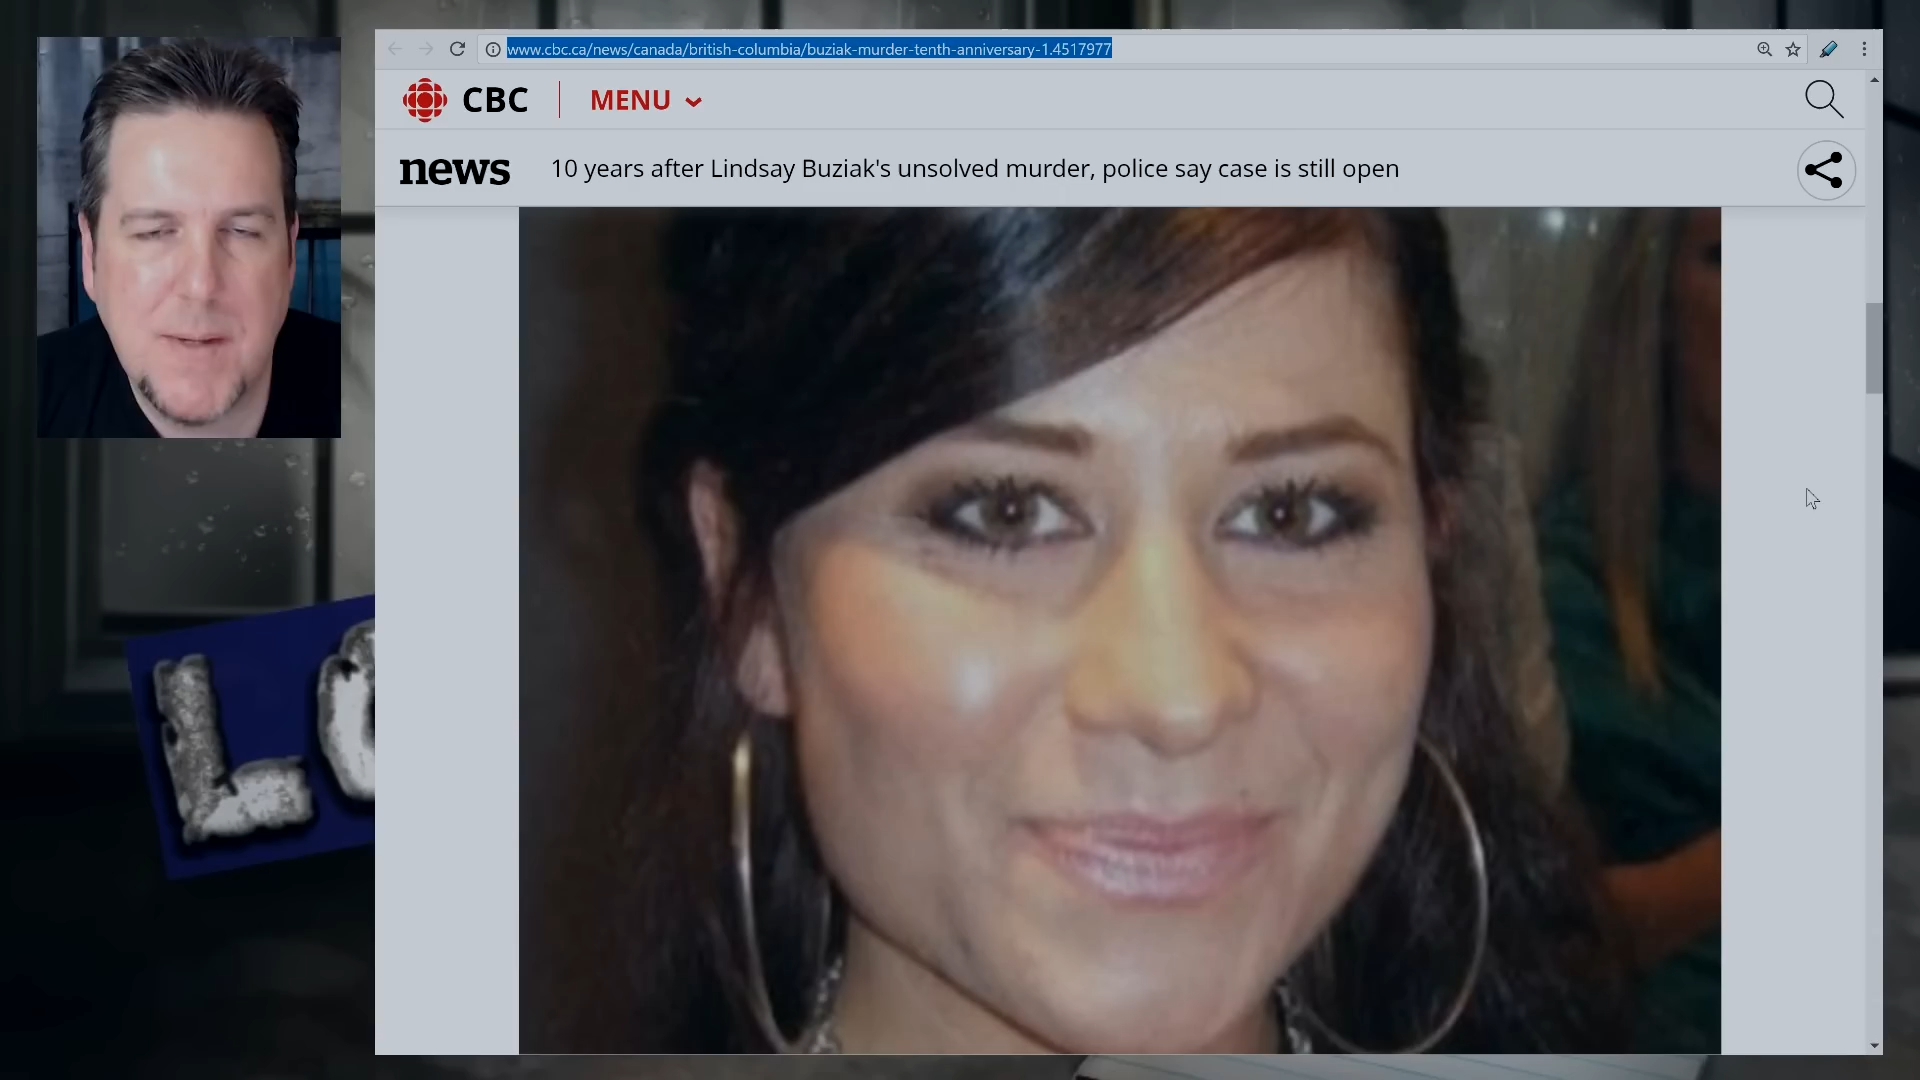 www.cbc.ca/news/canada/british-columbia/buziak-murder-tenth-anniversary-1.4517977
CBC MENU
news 10 years after Lindsay Buziak's unsolved murder, police say case is still open
LO